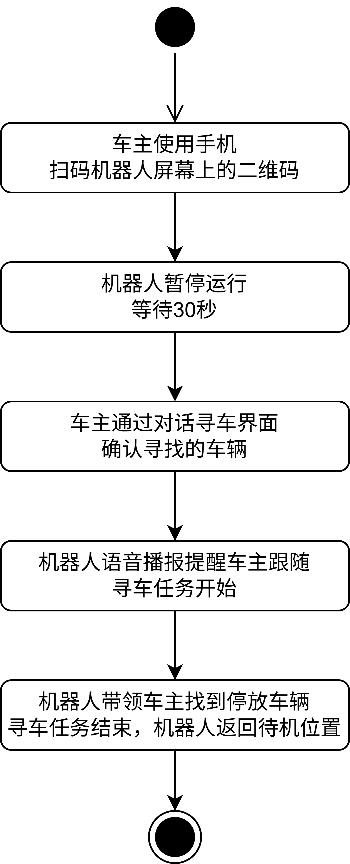 车主使用手机
扫码机器人屏幕上的二维码
机器人暂停运行
等待30秒
车主通过对话寻车界面
确认寻找的车辆
机器人语音播报提醒车主跟随
寻车任务开始
机器人带领车主找到停放车辆
寻车任务结束，机器人返回待机位置